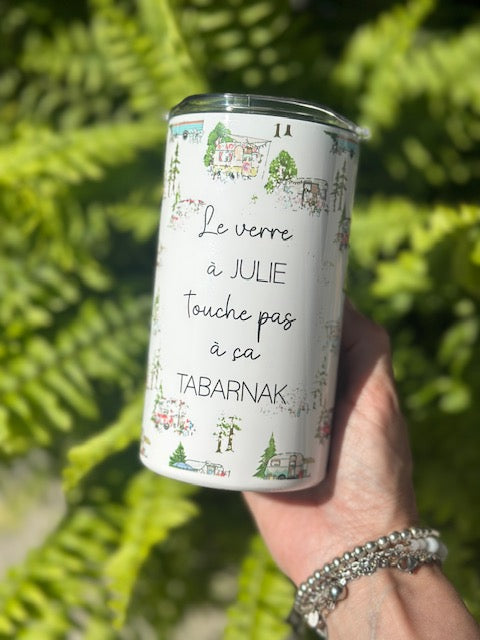 Le verre
à JULIE
touche pas
à ça
TABARNAK